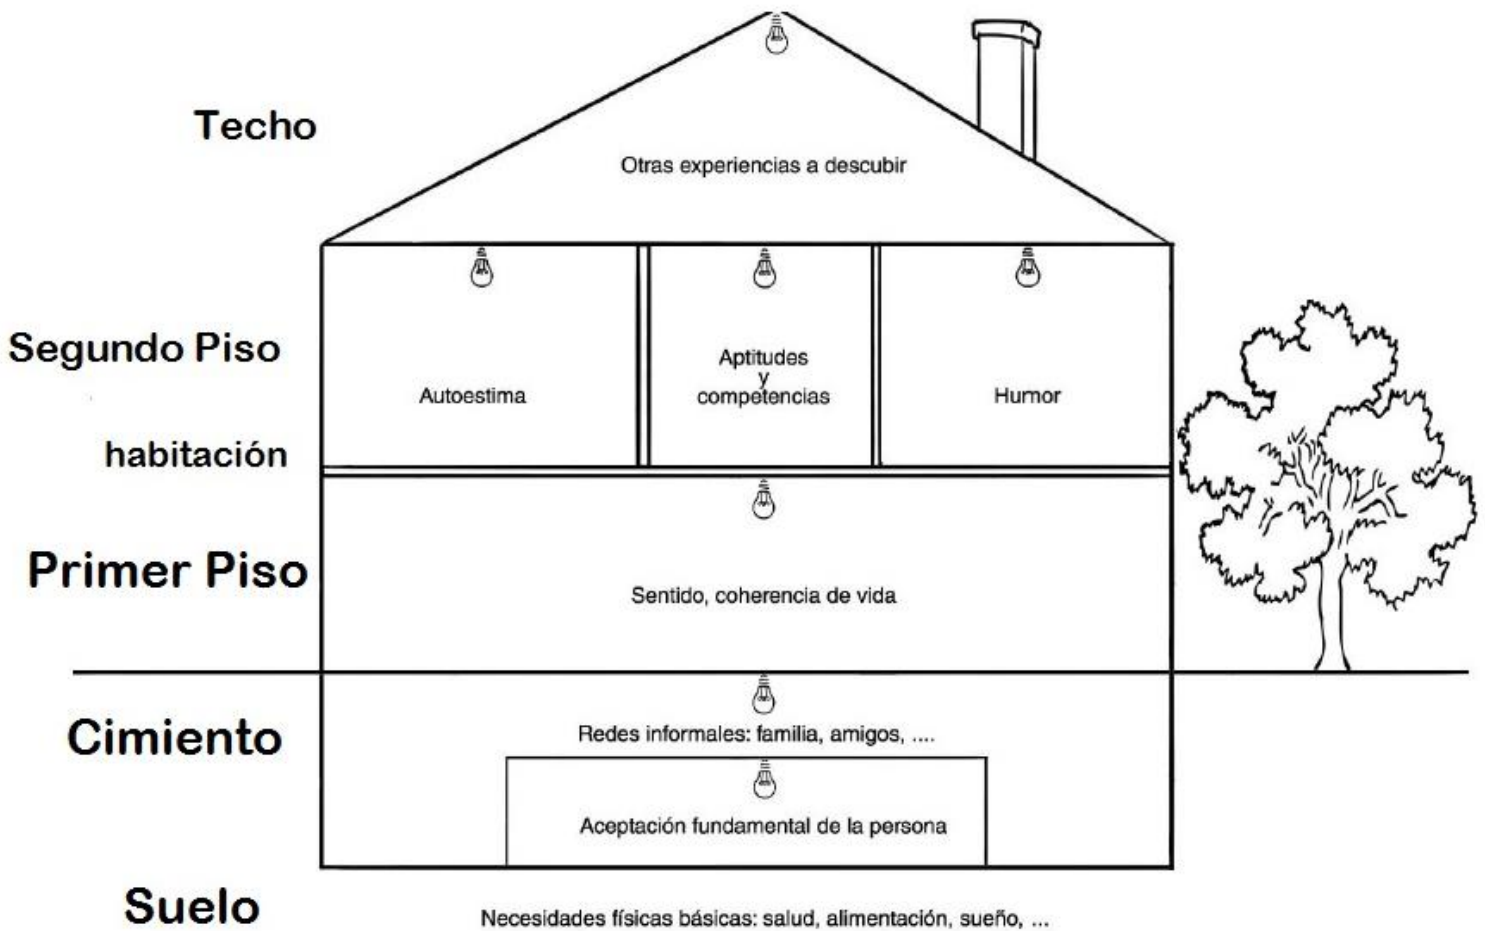 Techo
Otras experiencias a descubir
Segundo Piso
Autoestima
Aptitudes
y
competencias
Humor
habitación
Primer Piso
Sentido, coherencia de vida
Cimiento
Redes informales: familia, amigos, ....
Aceptación fundamental de la persona
Suelo
Necesidades físicas básicas: salud, alimentación, sueño, ...